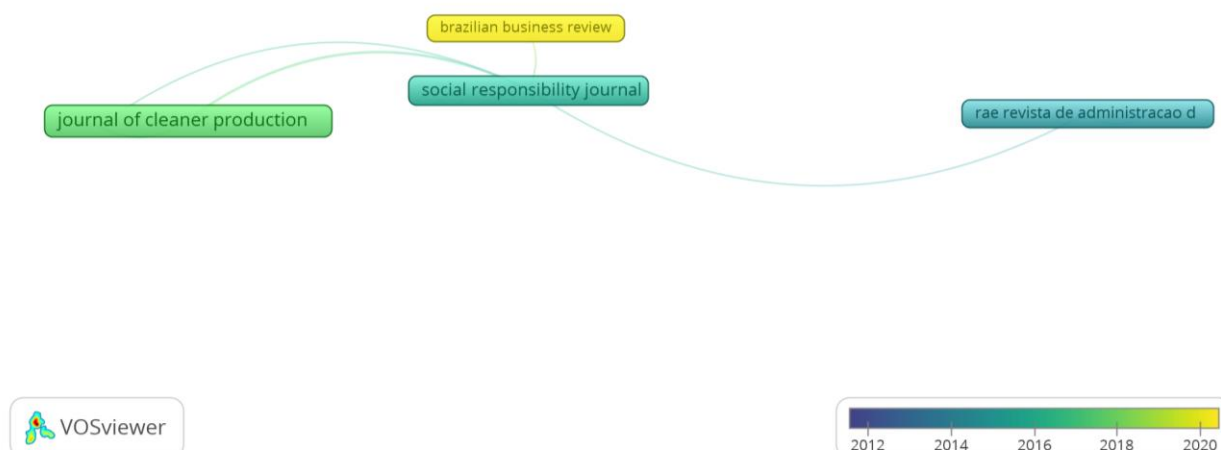 brazilian business review
social responsibility journal
journal of cleaner production
rae revista de administracao d
VOSviewer
2012
2014
2016
2018
2020